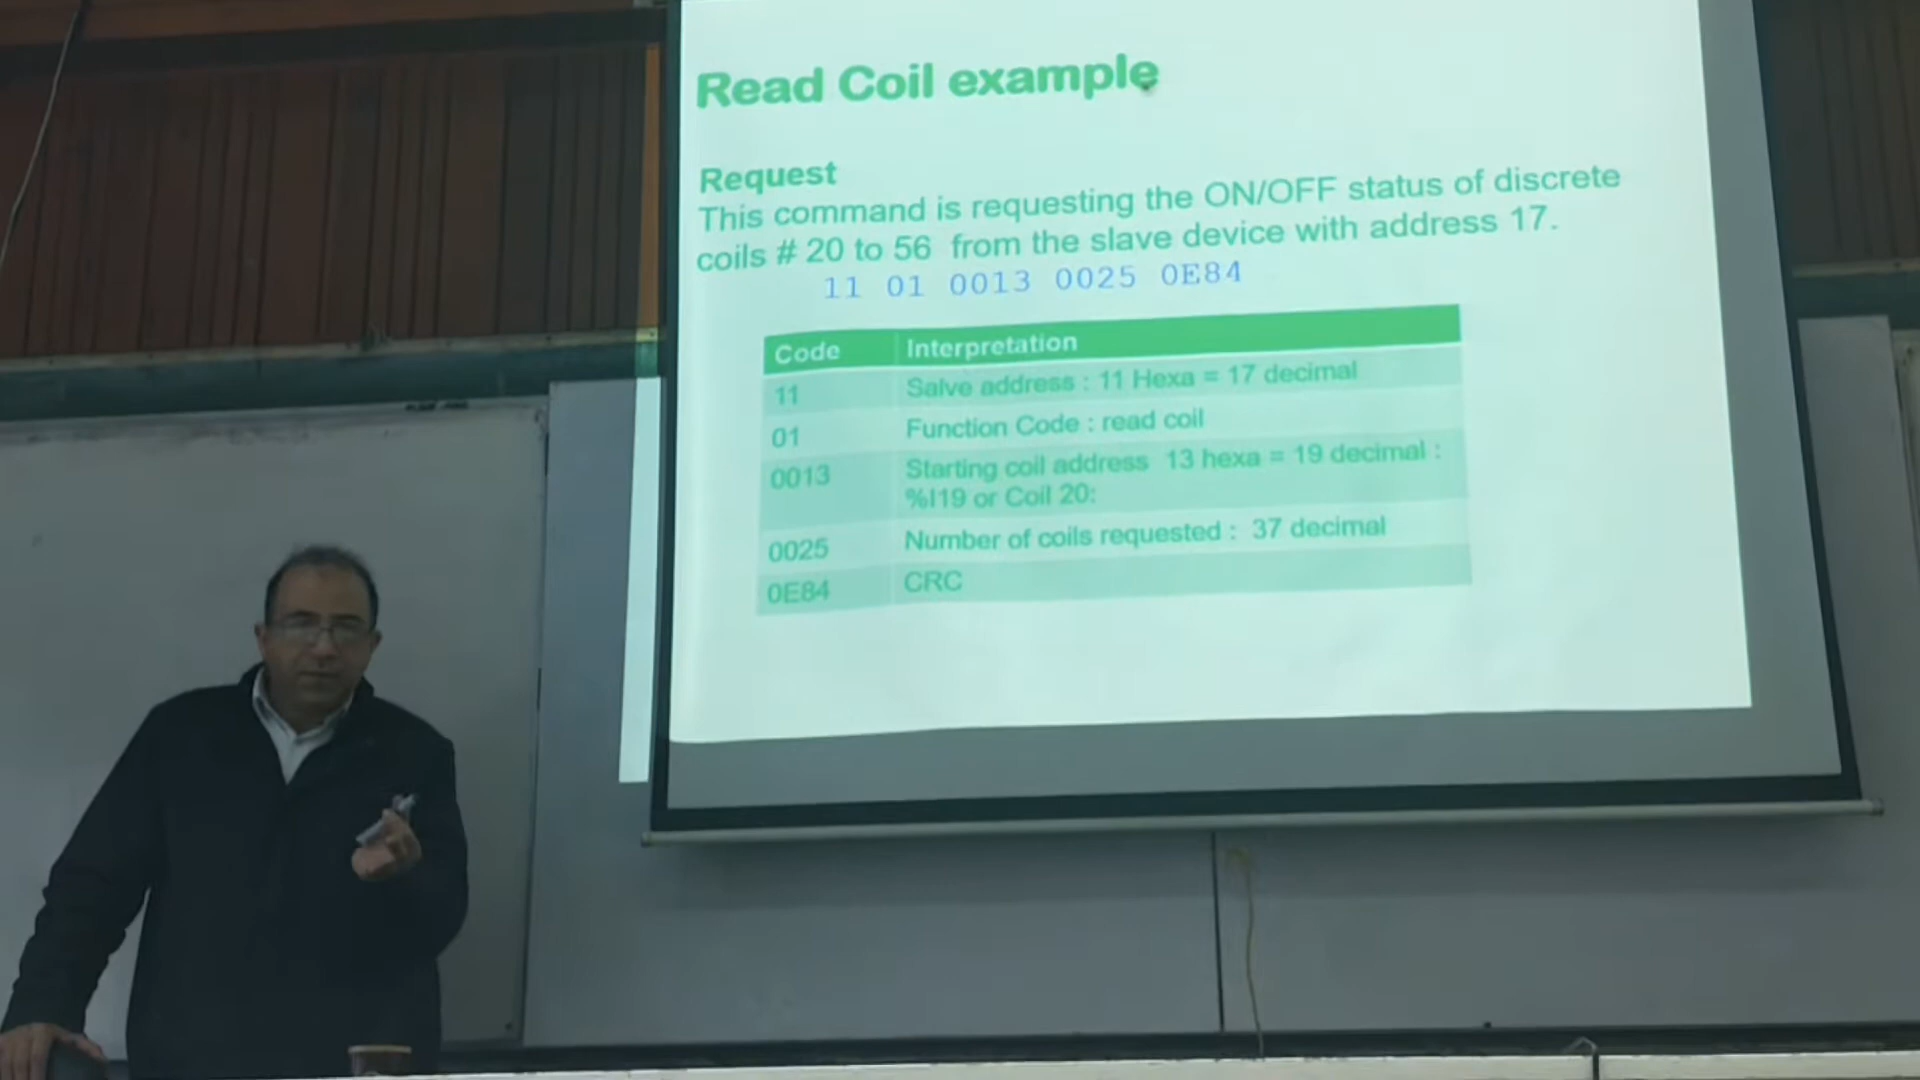 Read Coil example
Request
This command is requesting the ON/OFF status of discrete
coils # 20 to 56 from the slave device with address 17.
11 01 0013 0025 0E84
Code Interpretation
11 Salve address : 11 Hexa = 17 decimal
01 Function Code : read coil
0013 Starting coil address 13 hexa = 19 decimal :
%I19 or Coil 20:
0025 Number of coils requested : 37 decimal
0E84 CRC